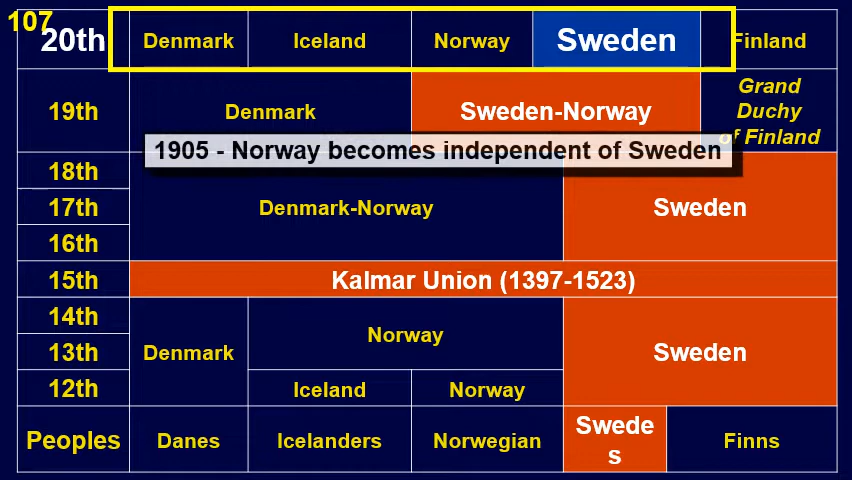 107
20th
Denmark
Iceland
Norway
Sweden
Finland
19th
Denmark
Sweden-Norway
Grand
Duchy
of Finland
1905 - Norway becomes independent of Sweden
18th
17th
Denmark-Norway
Sweden
16th
15th
Kalmar Union (1397-1523)
14th
Norway
13th
Denmark
Sweden
12th
Iceland
Norway
Peoples
Danes
Icelanders
Norwegian
Swede
s
Finns